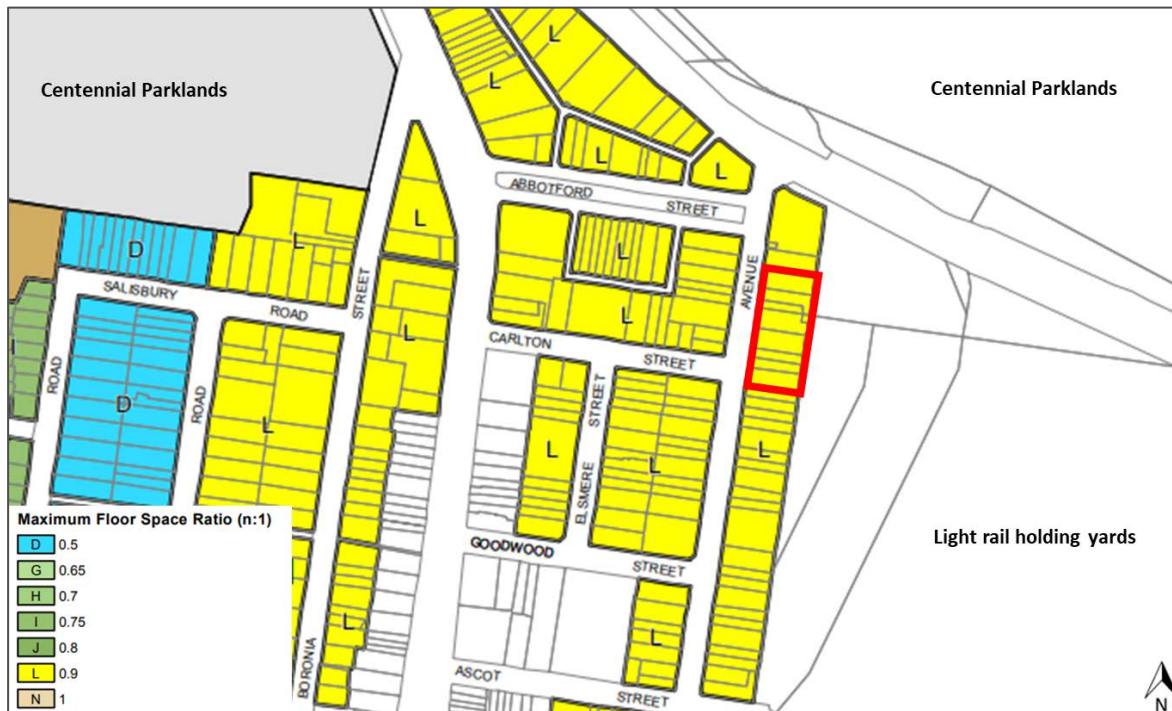 Centennial Parklands
Centennial Parklands
L
L
L
L
ABBOTFORD
STREET
L
L
L
D
SALISBURY
ROAD
STREET
AVENUE
L
L
L
CARLTON
STREET
ROAD
D
ROAD
L
L
STREET
ELSMERE
L
L
GOODWOOD
STREET
Light rail holding yards
L
L
BORONIA
ASCOT
STREET
Maximum Floor Space Ratio (n:1)
D 0.5
G 0.65
H 0.7
I 0.75
J 0.8
L 0.9
N 1
N